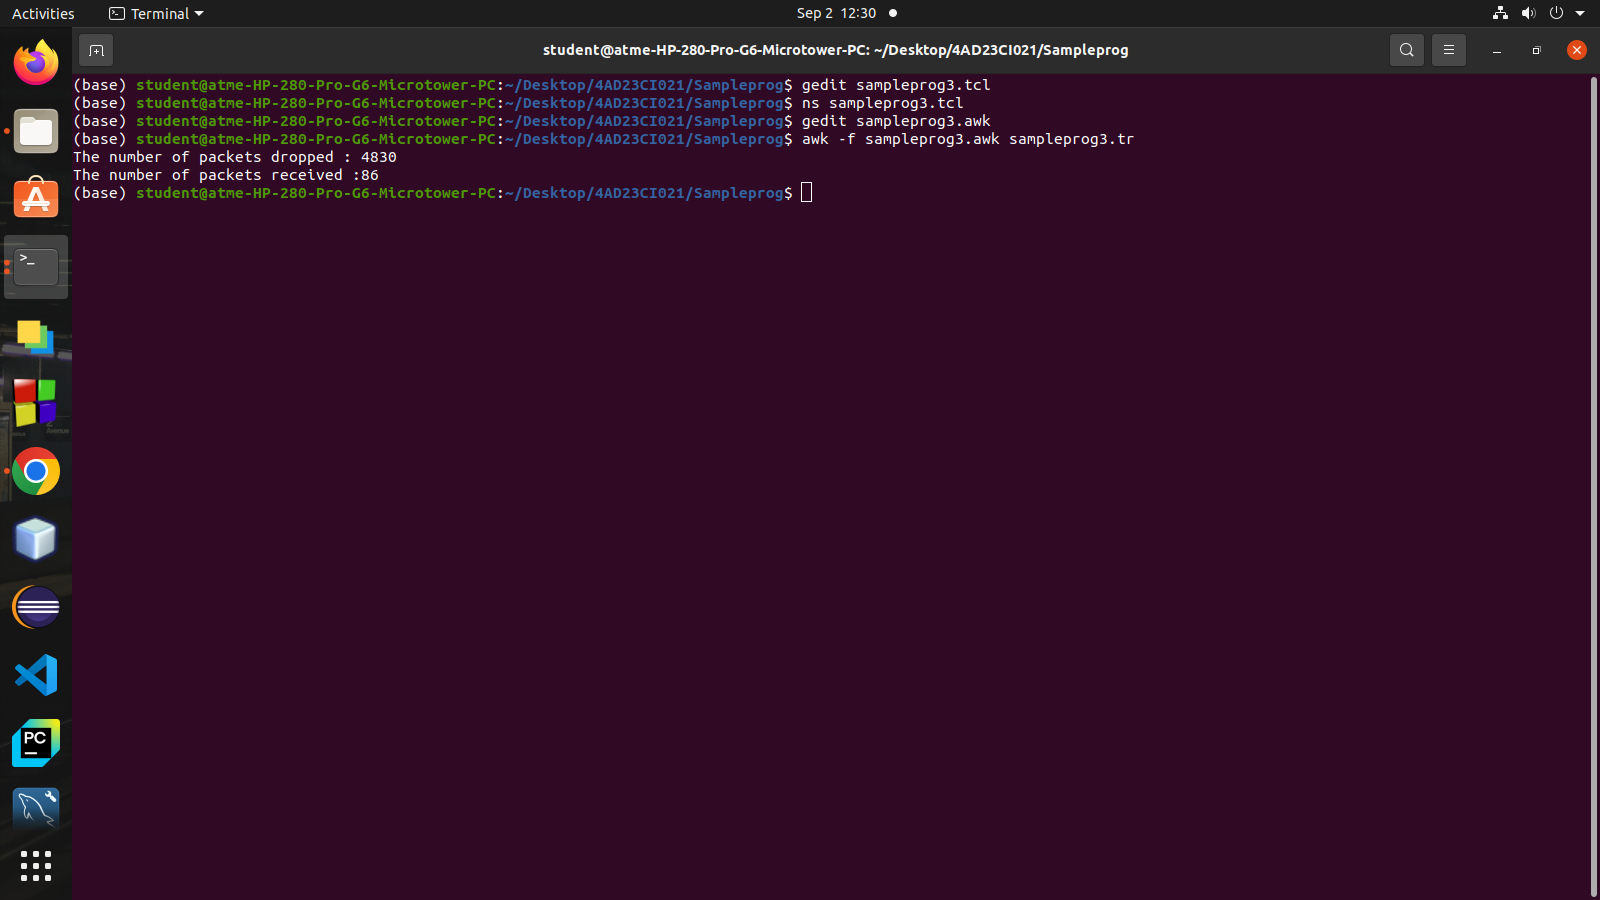 Activities Terminal Sep 2 12:30
student@atme-HP-280-Pro-G6-Microtower-PC: ~/Desktop/4AD23CI021/Sampleprog
(base) student@atme-HP-280-Pro-G6-Microtower-PC:~/Desktop/4AD23CI021/Sampleprog$ gedit sampleprog3.tcl
(base) student@atme-HP-280-Pro-G6-Microtower-PC:~/Desktop/4AD23CI021/Sampleprog$ ns sampleprog3.tcl
(base) student@atme-HP-280-Pro-G6-Microtower-PC:~/Desktop/4AD23CI021/Sampleprog$ gedit sampleprog3.awk
(base) student@atme-HP-280-Pro-G6-Microtower-PC:~/Desktop/4AD23CI021/Sampleprog$ awk -f sampleprog3.awk sampleprog3.tr
The number of packets dropped : 4830
The number of packets received :86
(base) student@atme-HP-280-Pro-G6-Microtower-PC:~/Desktop/4AD23CI021/Sampleprog$
>_
PC